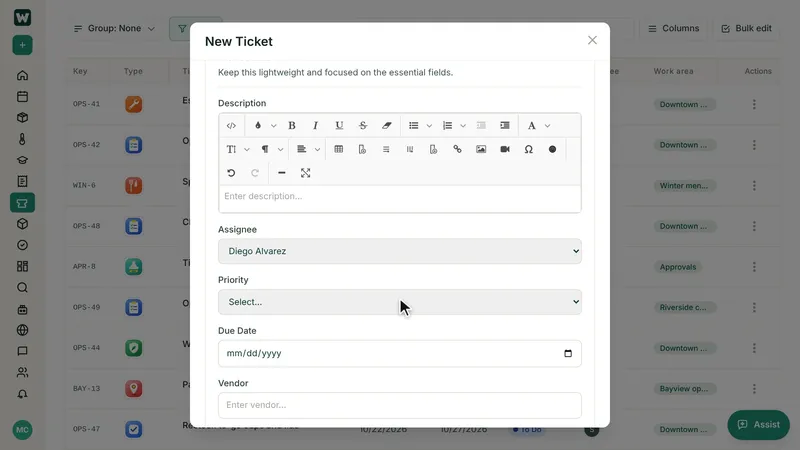 Group: None
Columns
Bulk edit
New Ticket
Key
Type
Work area
Actions
Keep this lightweight and focused on the essential fields.
Description
OPS-41
Downtown ...
OPS-42
Downtown ...
WIN-6
Winter men...
Enter description...
OPS-48
Downtown ...
Assignee
Diego Alvarez
APR-8
Approvals
Priority
Select...
OPS-49
Riverside c...
Due Date
OPS-44
mm/dd/yyyy
Downtown ...
Vendor
BAY-13
Bayview op...
Enter vendor...
OPS-47
10/22/2026
10/27/2026
To Do
S
Downtown ...
MC
Assist